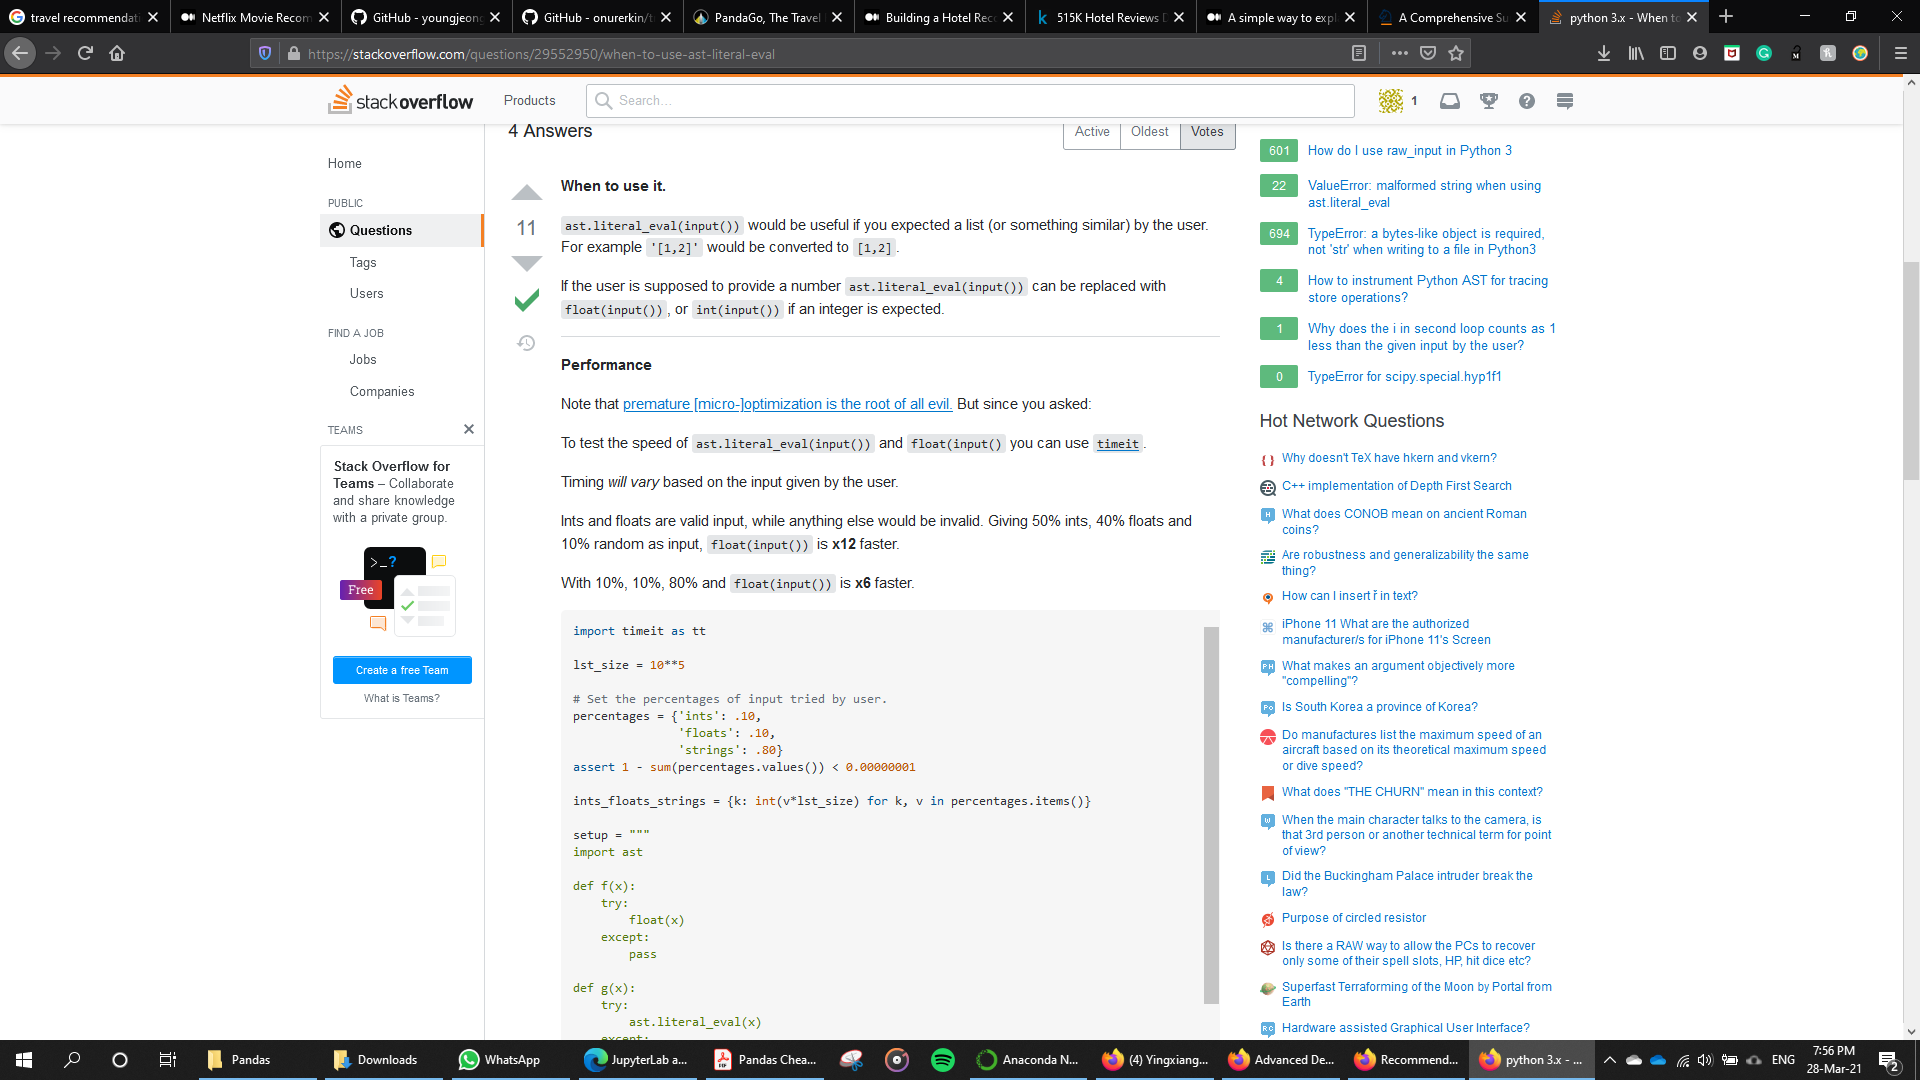 travel recommendati
Netflix Movie Recom
GitHub - youngjeong
GitHub - onurerkin/t
PandaGo, The Travel
Building a Hotel Rec
515K Hotel Reviews D
A simple way to expl
A Comprehensive Su
python 3.x - When to
https://stackoverflow.com/questions/29552950/when-to-use-ast-literal-eval
stackoverflow
Products
Search...
1
4 Answers
Active
Oldest
Votes
Home
PUBLIC
Questions
Tags
Users
FIND A JOB
Jobs
Companies
TEAMS
Stack Overflow for
Teams – Collaborate
and share knowledge
with a private group.
>_?
Free
Create a free Team
What is Teams?
11
When to use it.
ast.literal_eval(input()) would be useful if you expected a list (or something similar) by the user.
For example '[1,2]' would be converted to [1,2].
If the user is supposed to provide a number ast.literal_eval(input()) can be replaced with
float(input()), or int(input()) if an integer is expected.
Performance
Note that premature [micro-]optimization is the root of all evil. But since you asked:
To test the speed of ast.literal_eval(input()) and float(input() you can use timeit.
Timing will vary based on the input given by the user.
Ints and floats are valid input, while anything else would be invalid. Giving 50% ints, 40% floats and
10% random as input, float(input()) is x12 faster.
With 10%, 10%, 80% and float(input()) is x6 faster.
import timeit as tt
lst_size = 10**5
# Set the percentages of input tried by user.
percentages = {'ints': .10,
'floats': .10,
'strings': .80}
assert 1 - sum(percentages.values()) < 0.00000001
ints_floats_strings = {k: int(v*lst_size) for k, v in percentages.items()}
setup = """
import ast
def f(x):
try:
float(x)
except:
pass
def g(x):
try:
ast.literal_eval(x)
except:
601 How do I use raw_input in Python 3
22 ValueError: malformed string when using
ast.literal_eval
694 TypeError: a bytes-like object is required,
not 'str' when writing to a file in Python3
4 How to instrument Python AST for tracing
store operations?
1 Why does the i in second loop counts as 1
less than the given input by the user?
0 TypeError for scipy.special.hyp1f1
Hot Network Questions
Why doesn't TeX have hkern and vkern?
C++ implementation of Depth First Search
What does CONOB mean on ancient Roman
coins?
Are robustness and generalizability the same
thing?
How can I insert ř in text?
iPhone 11 What are the authorized
manufacturer/s for iPhone 11's Screen
What makes an argument objectively more
"compelling"?
Is South Korea a province of Korea?
Do manufactures list the maximum speed of an
aircraft based on its theoretical maximum speed
or dive speed?
What does "THE CHURN" mean in this context?
When the main character talks to the camera, is
that 3rd person or another technical term for point
of view?
Did the Buckingham Palace intruder break the
law?
Purpose of circled resistor
Is there a RAW way to allow the PCs to recover
only some of their spell slots, HP, hit dice etc?
Superfast Terraforming of the Moon by Portal from
Earth
Hardware assisted Graphical User Interface?
Pandas
Downloads
WhatsApp
JupyterLab a...
Pandas Chea...
Anaconda N...
(4) Yingxiang...
Advanced De...
Recommend...
python 3.x - ...
ENG
7:56 PM
28-Mar-21
2